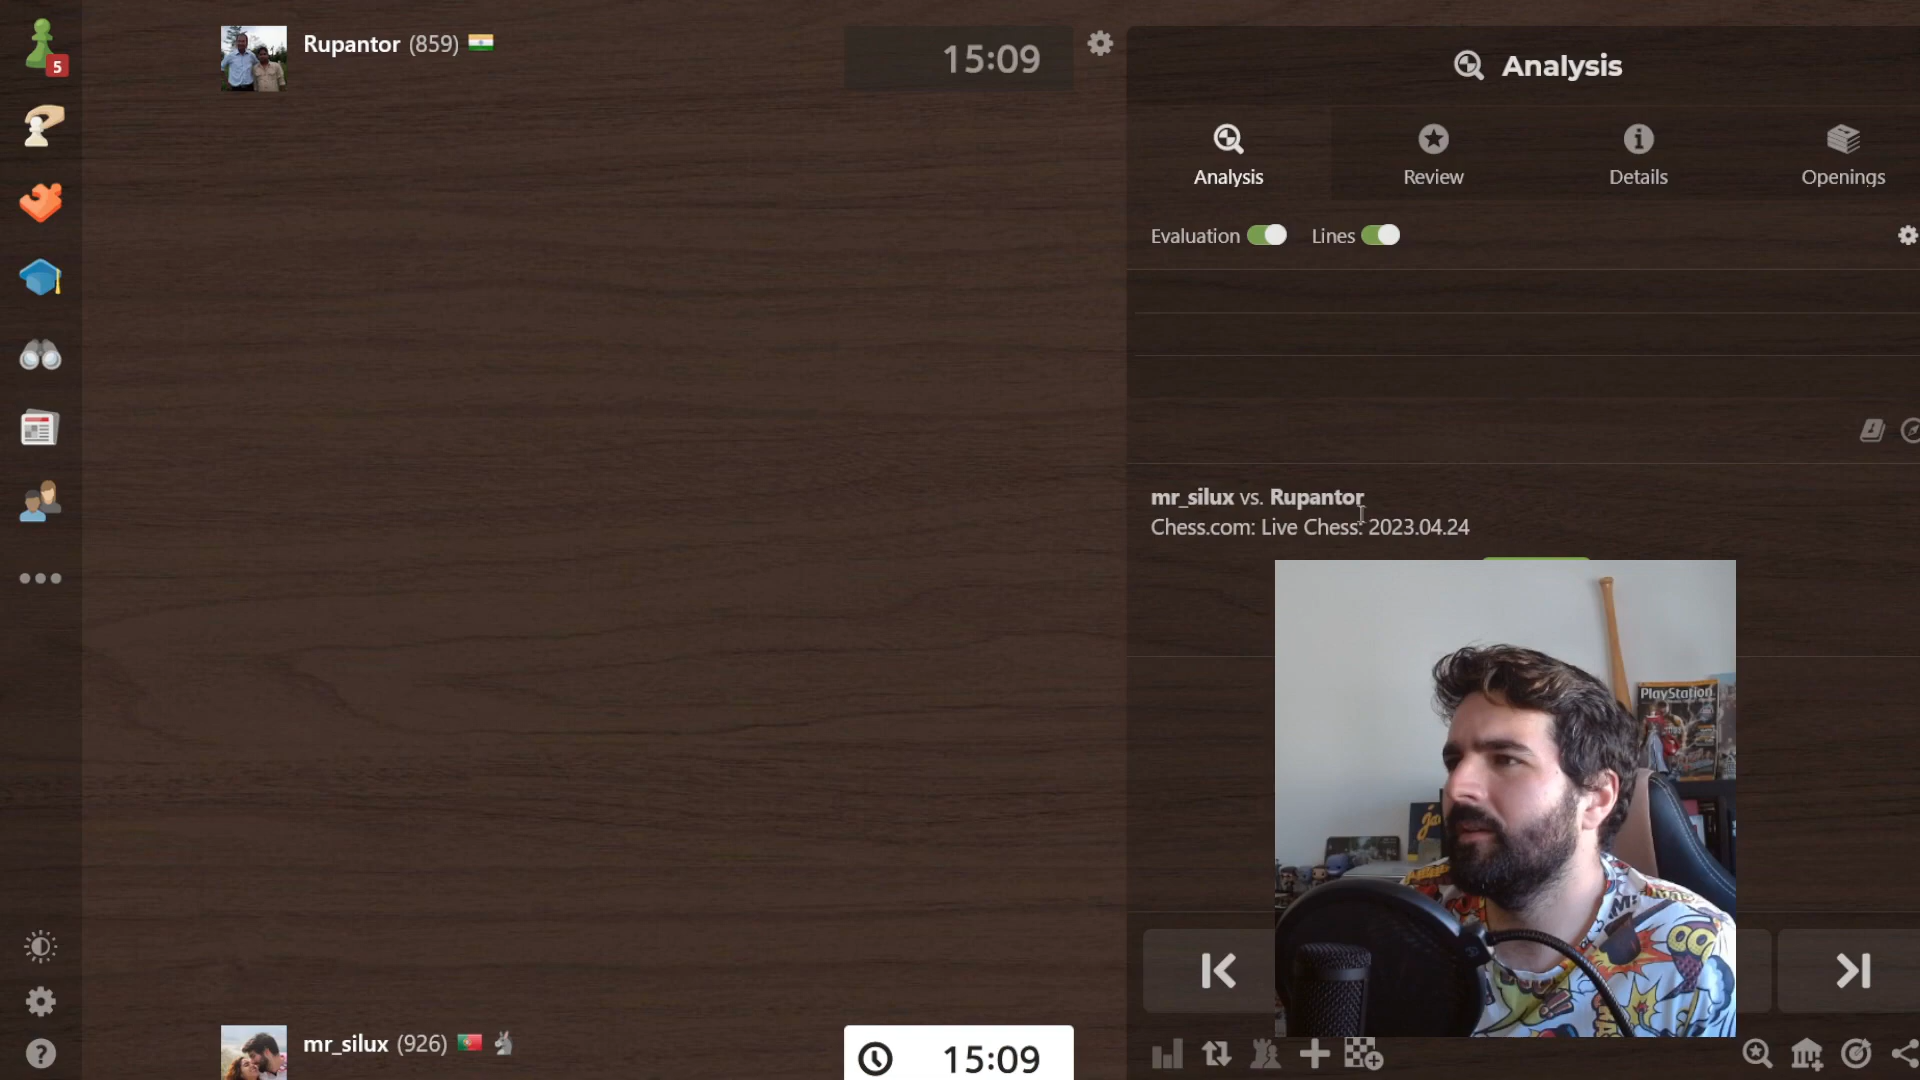 5
Rupantor (859)
15:09
Analysis
Analysis
Review
Details
Openings
Evaluation
Lines
mr_silux vs. Rupantor
Chess.com: Live Chess: 2023.04.24
PlayStation
mr_silux (926)
15:09